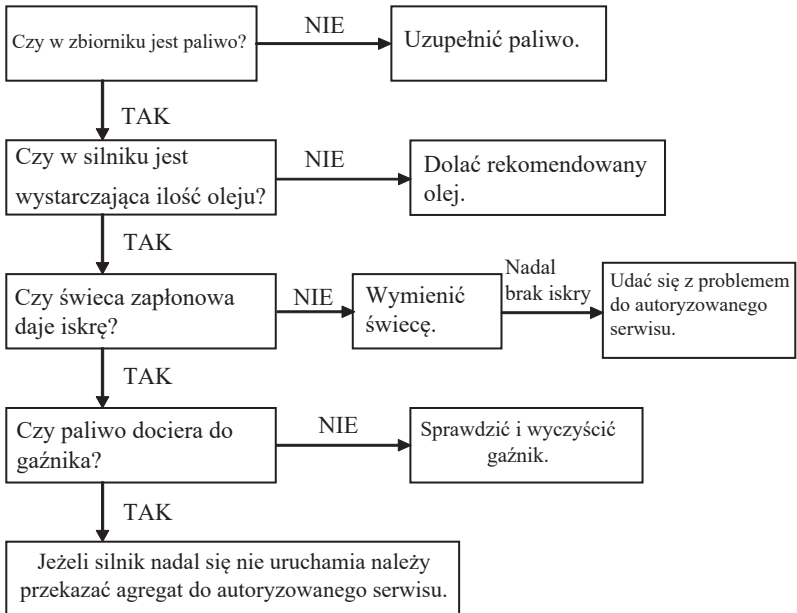 Czy w zbiorniku jest paliwo?
NIE
Uzupełnić paliwo.
TAK
Czy w silniku jest
wystarczająca ilość oleju?
NIE
Dolać rekomendowany
olej.
TAK
Czy świeca zapłonowa
daje iskrę?
NIE
Wymienić
świecę.
Nadal
brak iskry
Udać się z problemem
do autoryzowanego
serwisu.
TAK
Czy paliwo dociera do
gaźnika?
NIE
Sprawdzić i wyczyścić
gaźnik.
TAK
Jeżeli silnik nadal się nie uruchamia należy
przekazać agregat do autoryzowanego serwisu.